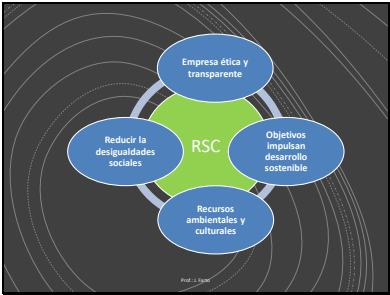 Empresa ética y
transparente
Reducir la
desigualdades
sociales
RSC
Objetivos
impulsan
desarrollo
sostenible
Recursos
ambientales y
culturales